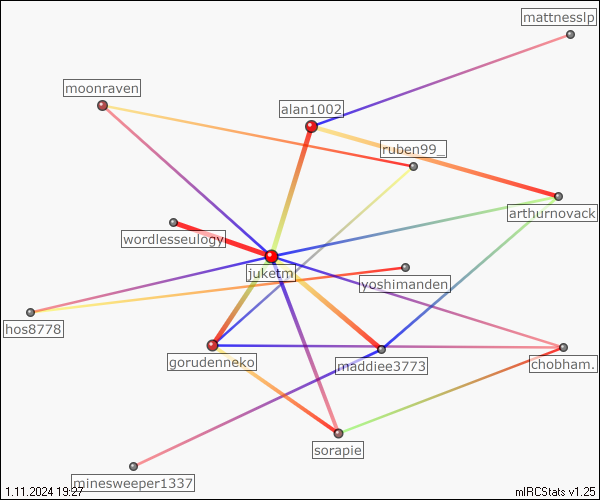 mattnesslp
moonraven
alan1002
ruben99_
arthurnovack
wordlesseulogy
juketm
yoshimanden
hos8778
gorudenneko
maddiee3773
chobham.
sorapie
minesweeper1337
1.11.2024 19:27
mIRCStats v1.25